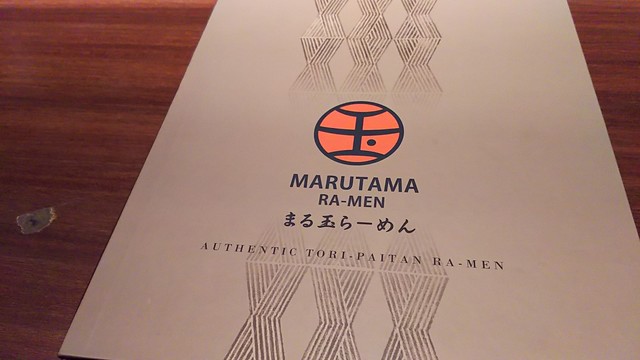 玉
MARUTAMA
RA-MEN
まる玉らーめん
AUTHENTIC TORI-PAITAN RA-MEN